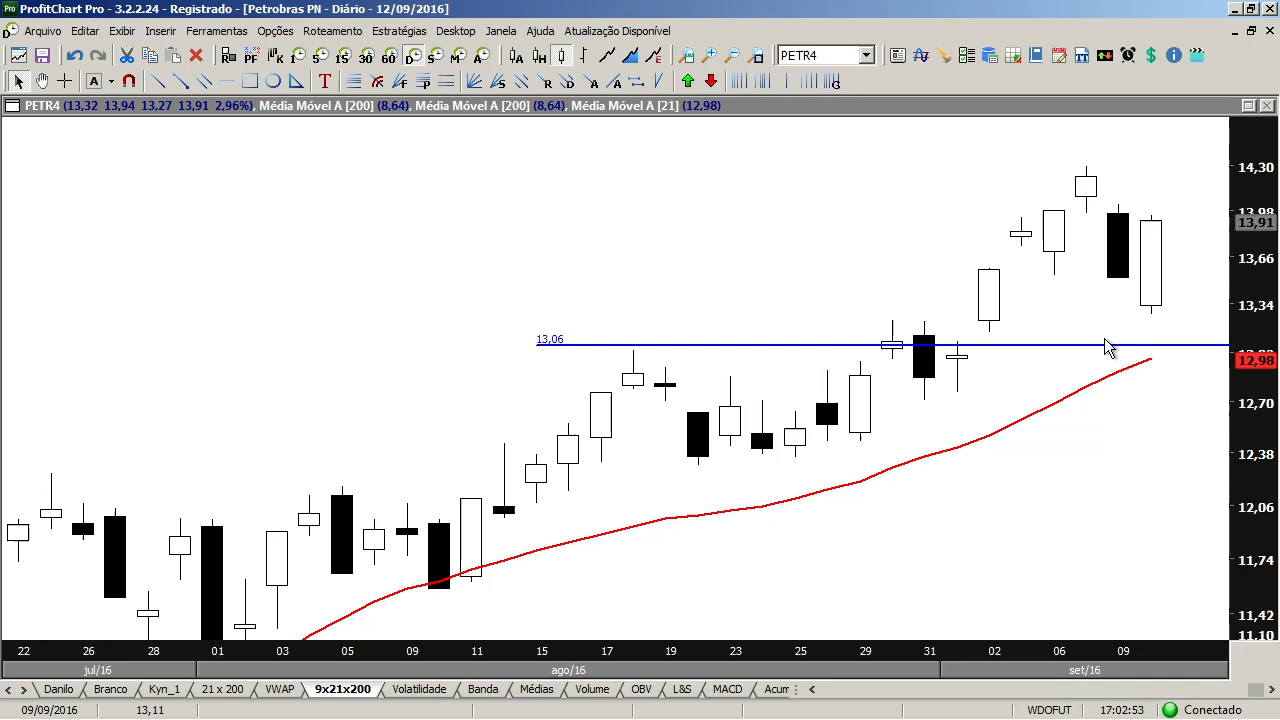 ProfitChart Pro - 3.2.2.24 - Registrado - [Petrobras PN - Diário - 12/09/2016]
Arquivo Editar Exibir Inserir Ferramentas Opções Roteamento Estratégias Desktop Janela Ajuda Atualização Disponível
PETR4
PETR4 (13,32 13,94 13,27 13,91 2,96%), Média Móvel A [200] (8,64), Média Móvel A [200] (8,64), Média Móvel A [21] (12,98)
14,30
13,98
13,91
13,66
13,34
13,06
12,98
12,70
12,38
12,06
11,74
11,42
11,10
22 26 28 01 03 05 09 11 15 17 19 23 25 29 31 02 06 09
jul/16 ago/16 set/16
Danilo Branco Kyn_1 21 x 200 VWAP 9x21x200 Volatilidade Banda Médias Volume OBV L&S MACD Acum
09/09/2016 13,11 WDOFUT 17:02:53 Conectado